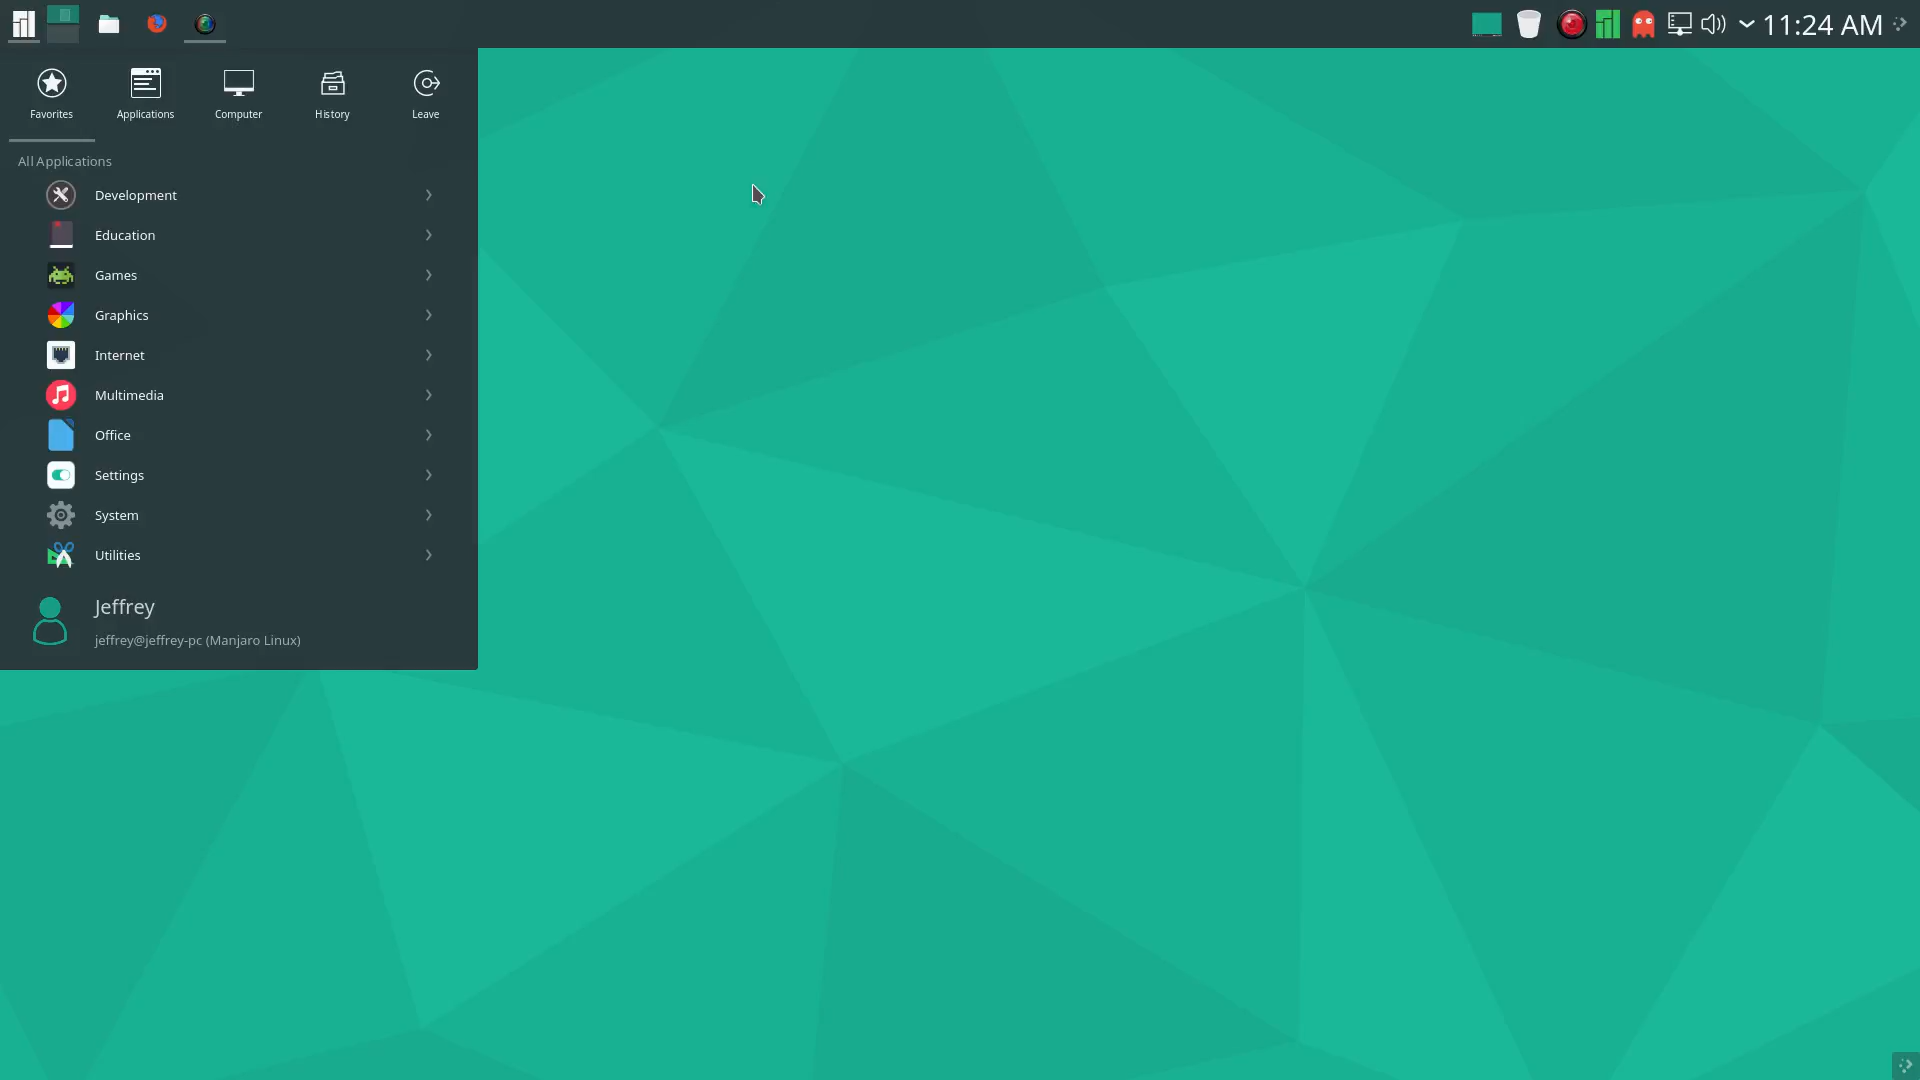 11:24 AM
Favorites
Applications
Computer
History
Leave
All Applications
Development
Education
Games
Graphics
Internet
Multimedia
Office
Settings
System
Utilities
Jeffrey
jeffrey@jeffrey-pc (Manjaro Linux)